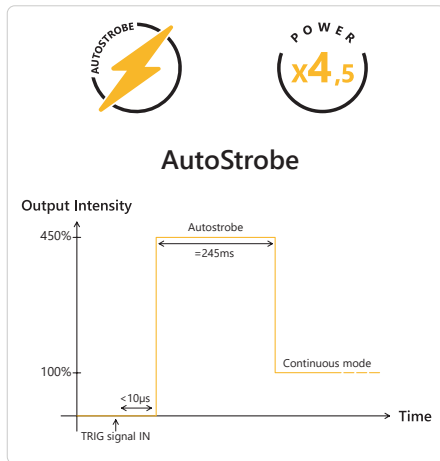 AUTOSTROBE
POWER
X4,5
AutoStrobe
Output Intensity
450%
Autostrobe
=245ms
100%
Continuous mode
<10µs
Time
TRIG signal IN